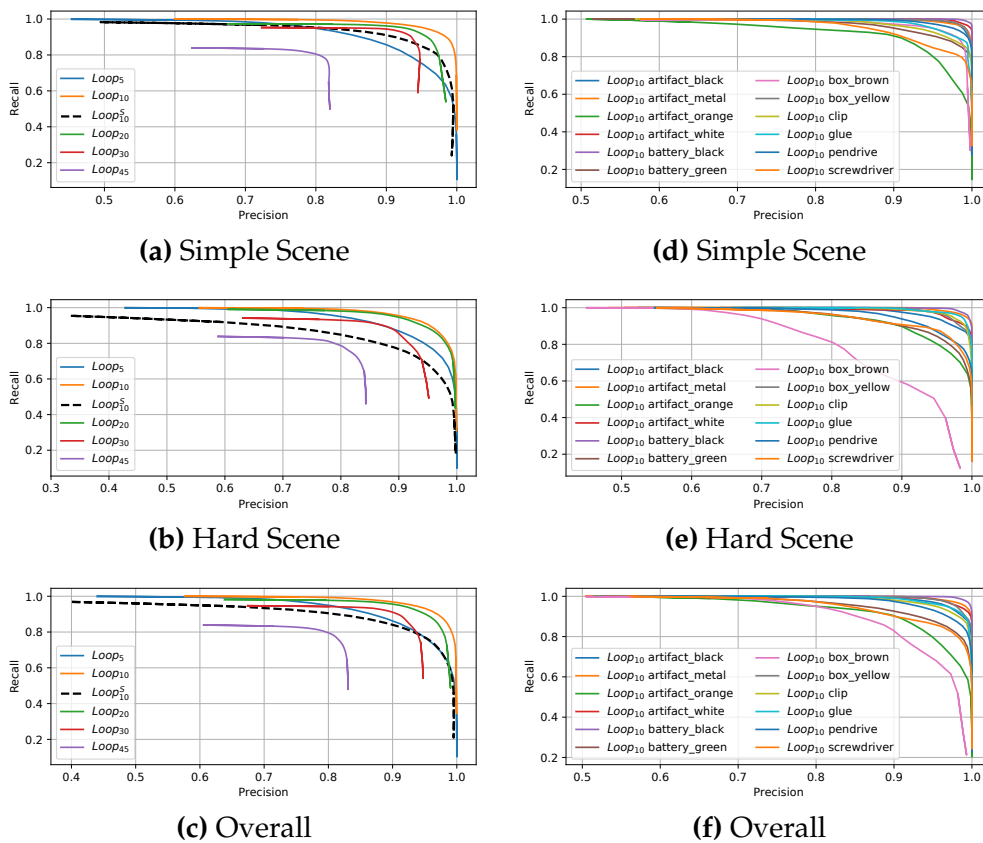 1.0
0.8
0.6
0.4
0.2
Recall
Loop5
Loop10
Loop^S_10
Loop20
Loop30
Loop45
0.5 0.6 0.7 0.8 0.9 1.0
Precision
(a) Simple Scene
1.0
0.8
0.6
0.4
0.2
Recall
Loop10 artifact_black
Loop10 artifact_metal
Loop10 artifact_orange
Loop10 artifact_white
Loop10 battery_black
Loop10 battery_green
Loop10 box_brown
Loop10 box_yellow
Loop10 clip
Loop10 glue
Loop10 pendrive
Loop10 screwdriver
0.5 0.6 0.7 0.8 0.9 1.0
Precision
(d) Simple Scene
1.0
0.8
0.6
0.4
0.2
Recall
Loop5
Loop10
Loop^S_10
Loop20
Loop30
Loop45
0.3 0.4 0.5 0.6 0.7 0.8 0.9 1.0
Precision
(b) Hard Scene
1.0
0.8
0.6
0.4
0.2
Recall
Loop10 artifact_black
Loop10 artifact_metal
Loop10 artifact_orange
Loop10 artifact_white
Loop10 battery_black
Loop10 battery_green
Loop10 box_brown
Loop10 box_yellow
Loop10 clip
Loop10 glue
Loop10 pendrive
Loop10 screwdriver
0.5 0.6 0.7 0.8 0.9 1.0
Precision
(e) Hard Scene
1.0
0.8
0.6
0.4
0.2
Recall
Loop5
Loop10
Loop^S_10
Loop20
Loop30
Loop45
0.4 0.5 0.6 0.7 0.8 0.9 1.0
Precision
(c) Overall
1.0
0.8
0.6
0.4
0.2
Recall
Loop10 artifact_black
Loop10 artifact_metal
Loop10 artifact_orange
Loop10 artifact_white
Loop10 battery_black
Loop10 battery_green
Loop10 box_brown
Loop10 box_yellow
Loop10 clip
Loop10 glue
Loop10 pendrive
Loop10 screwdriver
0.5 0.6 0.7 0.8 0.9 1.0
Precision
(f) Overall